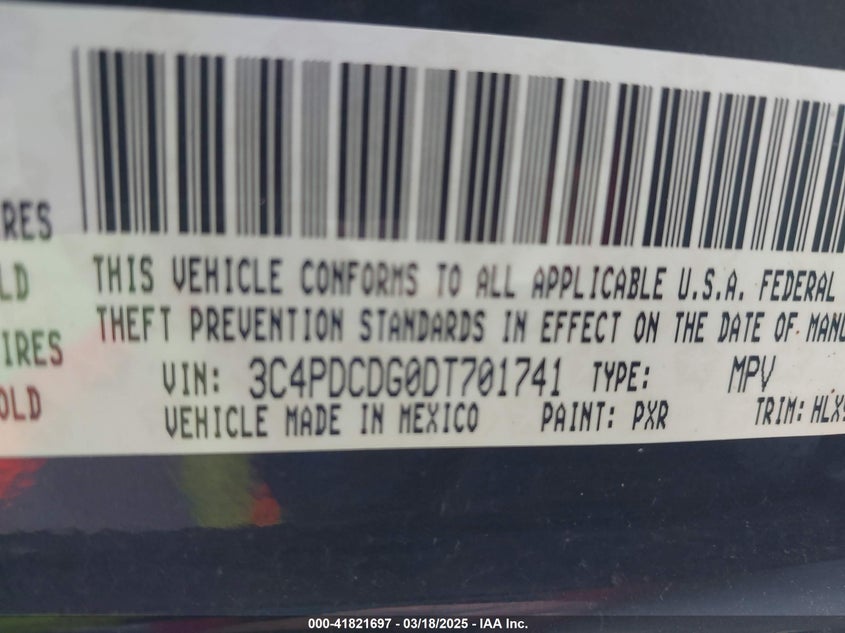 RES
LD
IRES
OLD
THIS VEHICLE CONFORMS TO ALL APPLICABLE U.S.A. FEDERAL
THEFT PREVENTION STANDARDS IN EFFECT ON THE DATE OF MANU
VIN: 3C4PDCDG0DT701741 TYPE: MPV
VEHICLE MADE IN MEXICO PAINT: PXR TRIM: HLX9
000-41821697 - 03/18/2025 - IAA Inc.